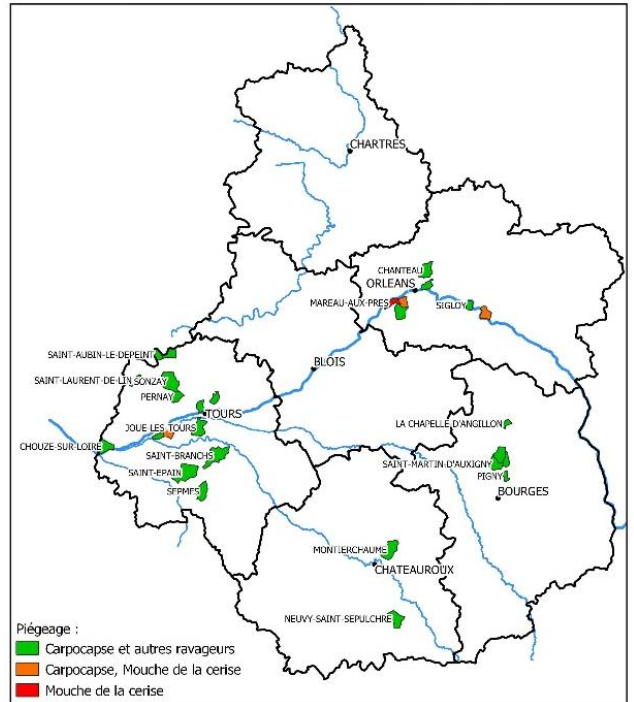 CHARTRES
CHANTEAU
ORLEANS
MAREAU-AUX-PRES
SIGLOY
BLOIS
SAINT-AUBIN-LE-DEPEINT
SAINT-LAURENT-DE-LIN
SONZAY
PERNAY
TOURS
JOUE-LES-TOURS
CHOUZE-SUR-LOIRE
SAINT-BRANCHS
SAINT-EPAIN
SEPMES
LA CHAPELLE D'ANGILLON
SAINT-MARTIN-D'AUXIGNY
PIGNY
BOURGES
MONTIERCHAUME
CHATEAUROUX
NEUVY-SAINT-SEPULCHRE
Piégeage :
Carpocapse et autres ravageurs
Carpocapse, Mouche de la cerise
Mouche de la cerise